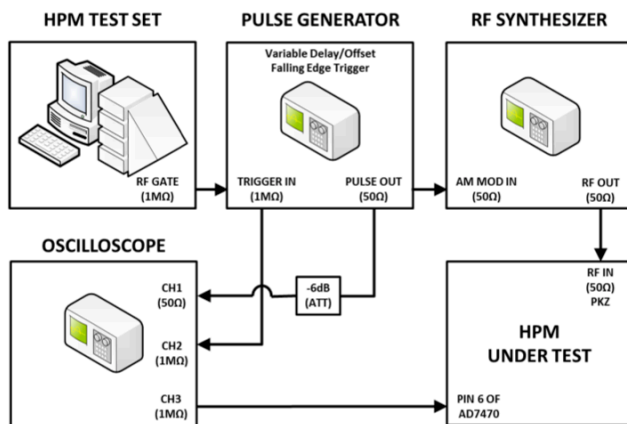 HPM TEST SET
PULSE GENERATOR
RF SYNTHESIZER
Variable Delay/Offset
Falling Edge Trigger
RF GATE
(1MΩ)
TRIGGER IN
(1MΩ)
PULSE OUT
(50Ω)
AM MOD IN
(50Ω)
RF OUT
(50Ω)
OSCILLOSCOPE
CH1
(50Ω)
-6dB
(ATT)
CH2
(1MΩ)
CH3
(1MΩ)
RF IN
(50Ω)
PKZ
HPM
UNDER TEST
PIN 6 OF
AD7470